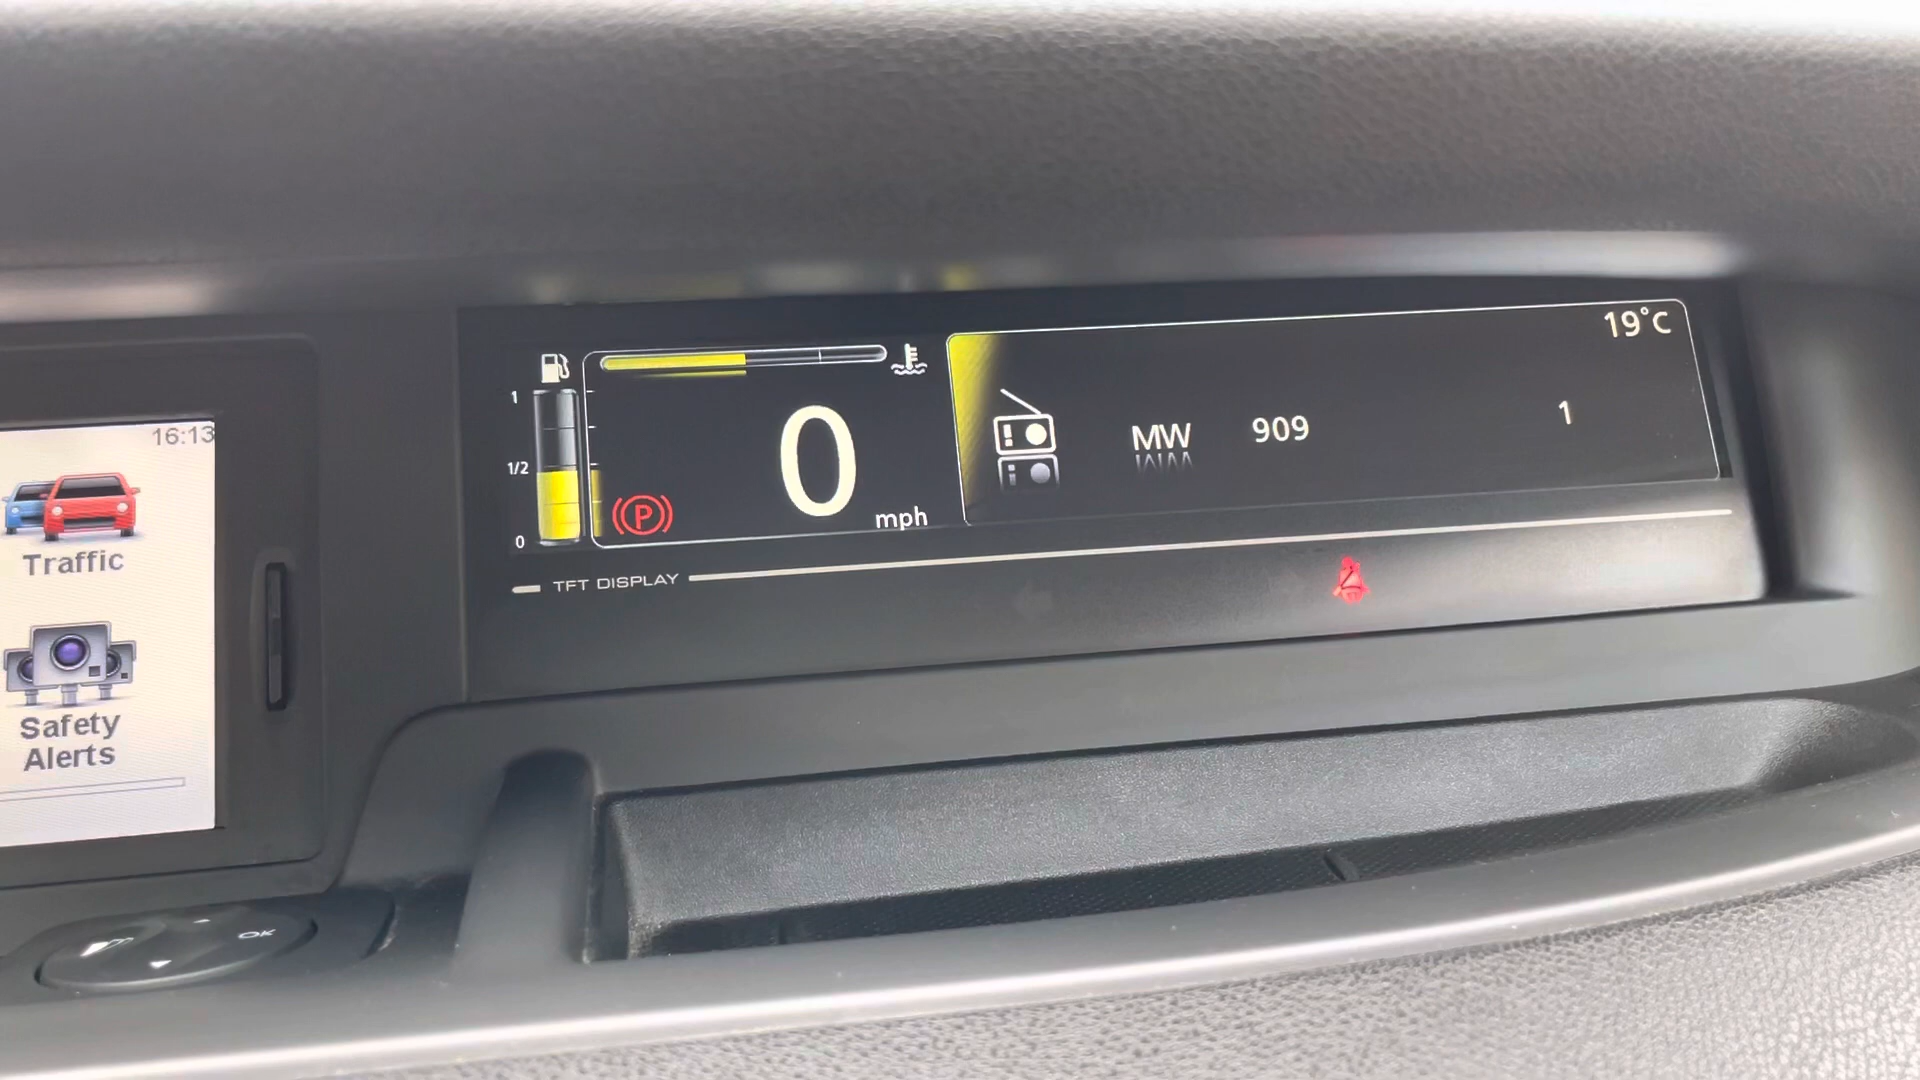 16:13
Traffic
Safety
Alerts
OK
1
1/2
0
P
0
mph
19°C
MW 909 1
TFT DISPLAY